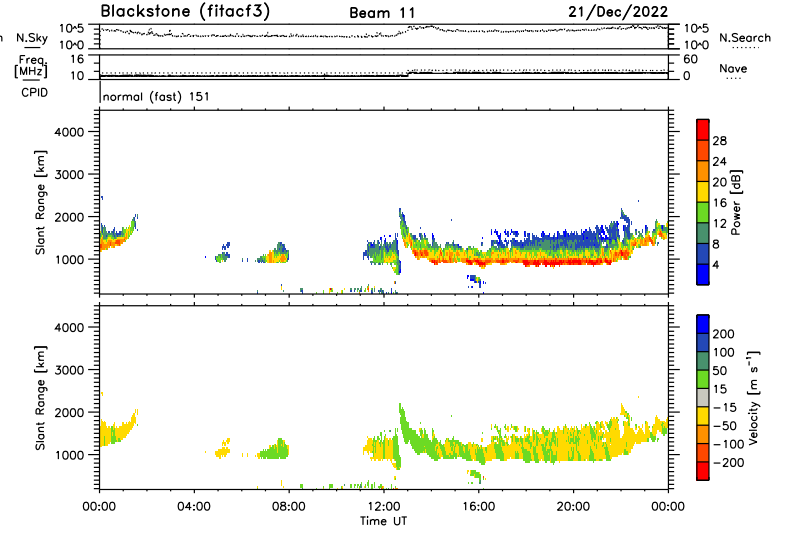 Blackstone (fitacf3) Beam 11 21/Dec/2022
N.Sky 10^5 10^0 10^5 10^0 N.Search
Freq. [MHz] 16 10 60 0 Nave
CPID normal (fast) 151
Slant Range [km] 4000 3000 2000 1000
Power [dB] 28 24 20 16 12 8 4
Slant Range [km] 4000 3000 2000 1000
Velocity [m s⁻¹] 200 100 50 15 −15 −50 −100 −200
00:00 04:00 08:00 12:00 16:00 20:00 00:00
Time UT